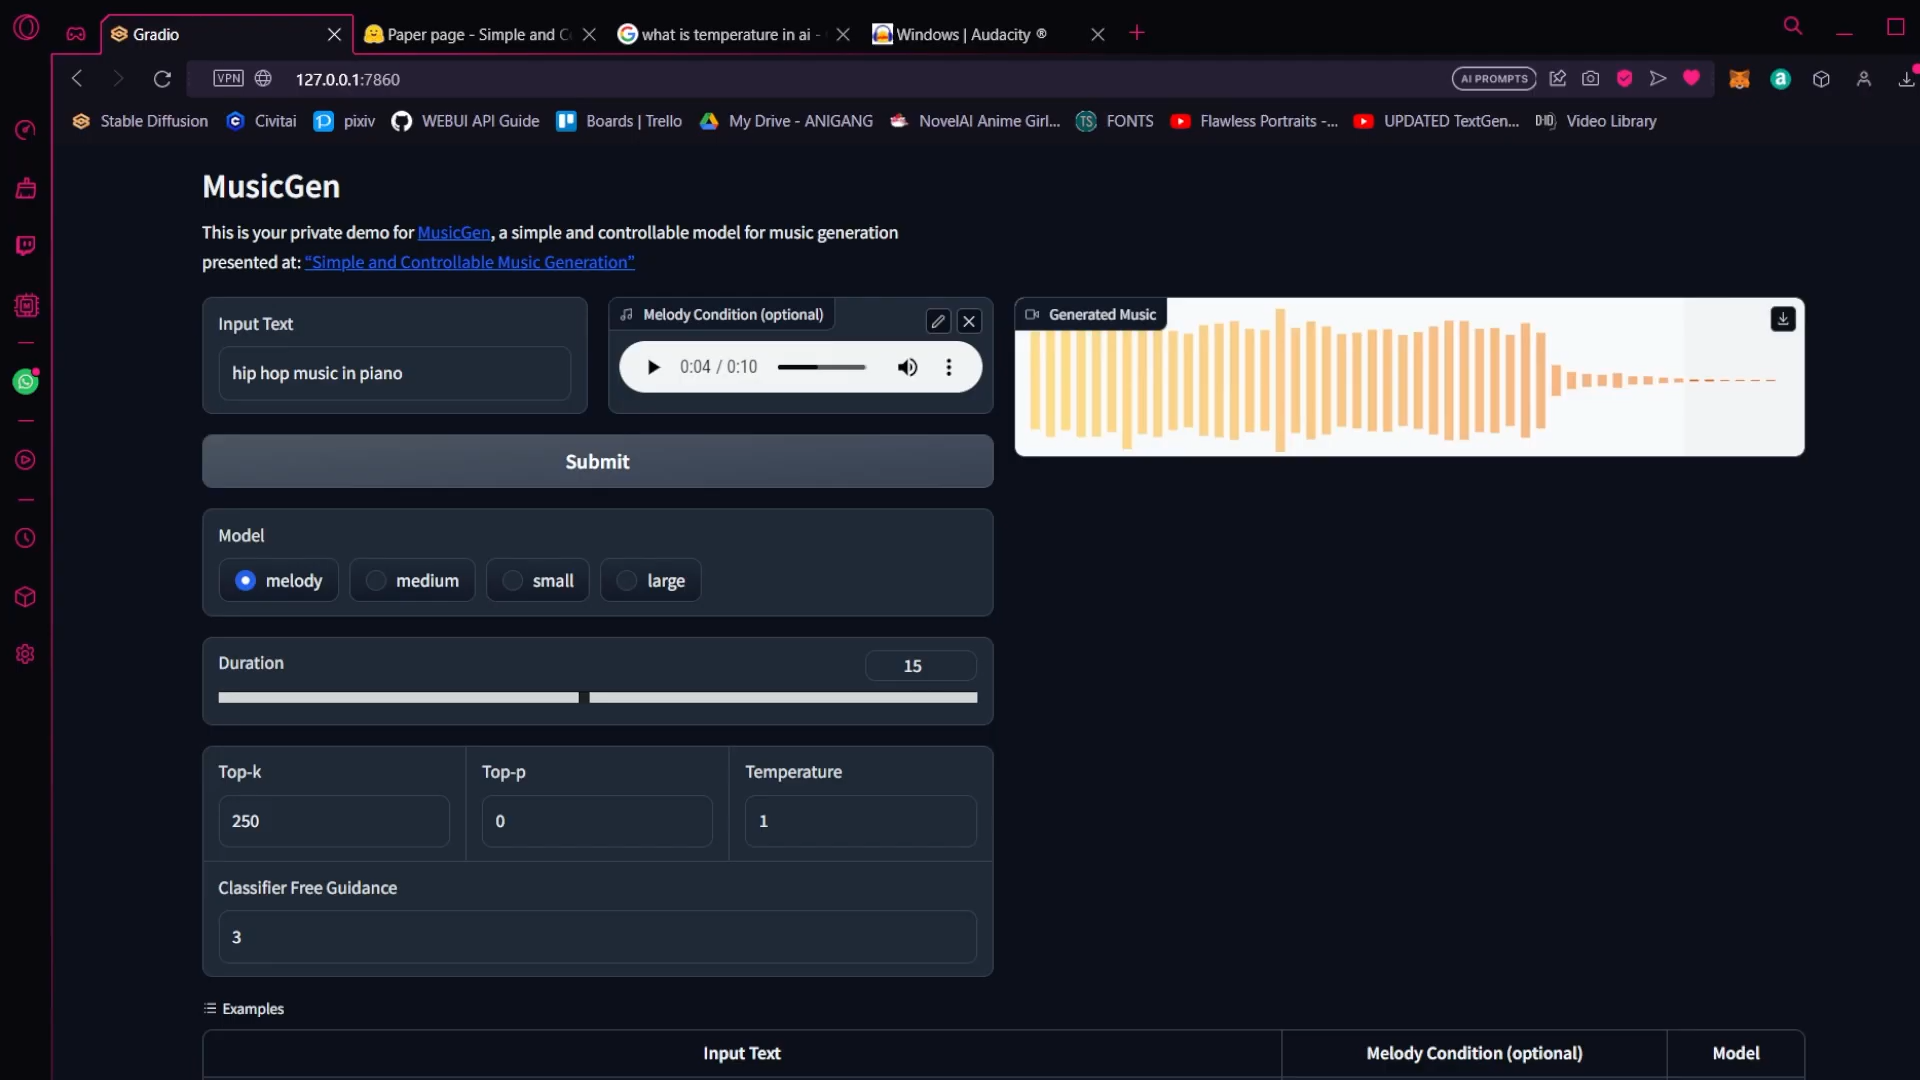 Gradio
Paper page - Simple and C
what is temperature in ai -
Windows | Audacity ®
VPN
127.0.0.1:7860
AI PROMPTS
Stable Diffusion
Civitai
pixiv
WEBUI API Guide
Boards | Trello
My Drive - ANIGANG
NovelAI Anime Girl...
TS
FONTS
Flawless Portraits -...
UPDATED TextGen...
Video Library
MusicGen
This is your private demo for MusicGen, a simple and controllable model for music generation
presented at: “Simple and Controllable Music Generation”
Input Text
hip hop music in piano
Melody Condition (optional)
0:04 / 0:10
Generated Music
Submit
Model
melody
medium
small
large
Duration
15
Top-k
Top-p
Temperature
250
0
1
Classifier Free Guidance
3
Examples
Input Text
Melody Condition (optional)
Model